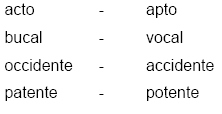 acto - apto
bucal - vocal
occidente - accidente
patente - potente